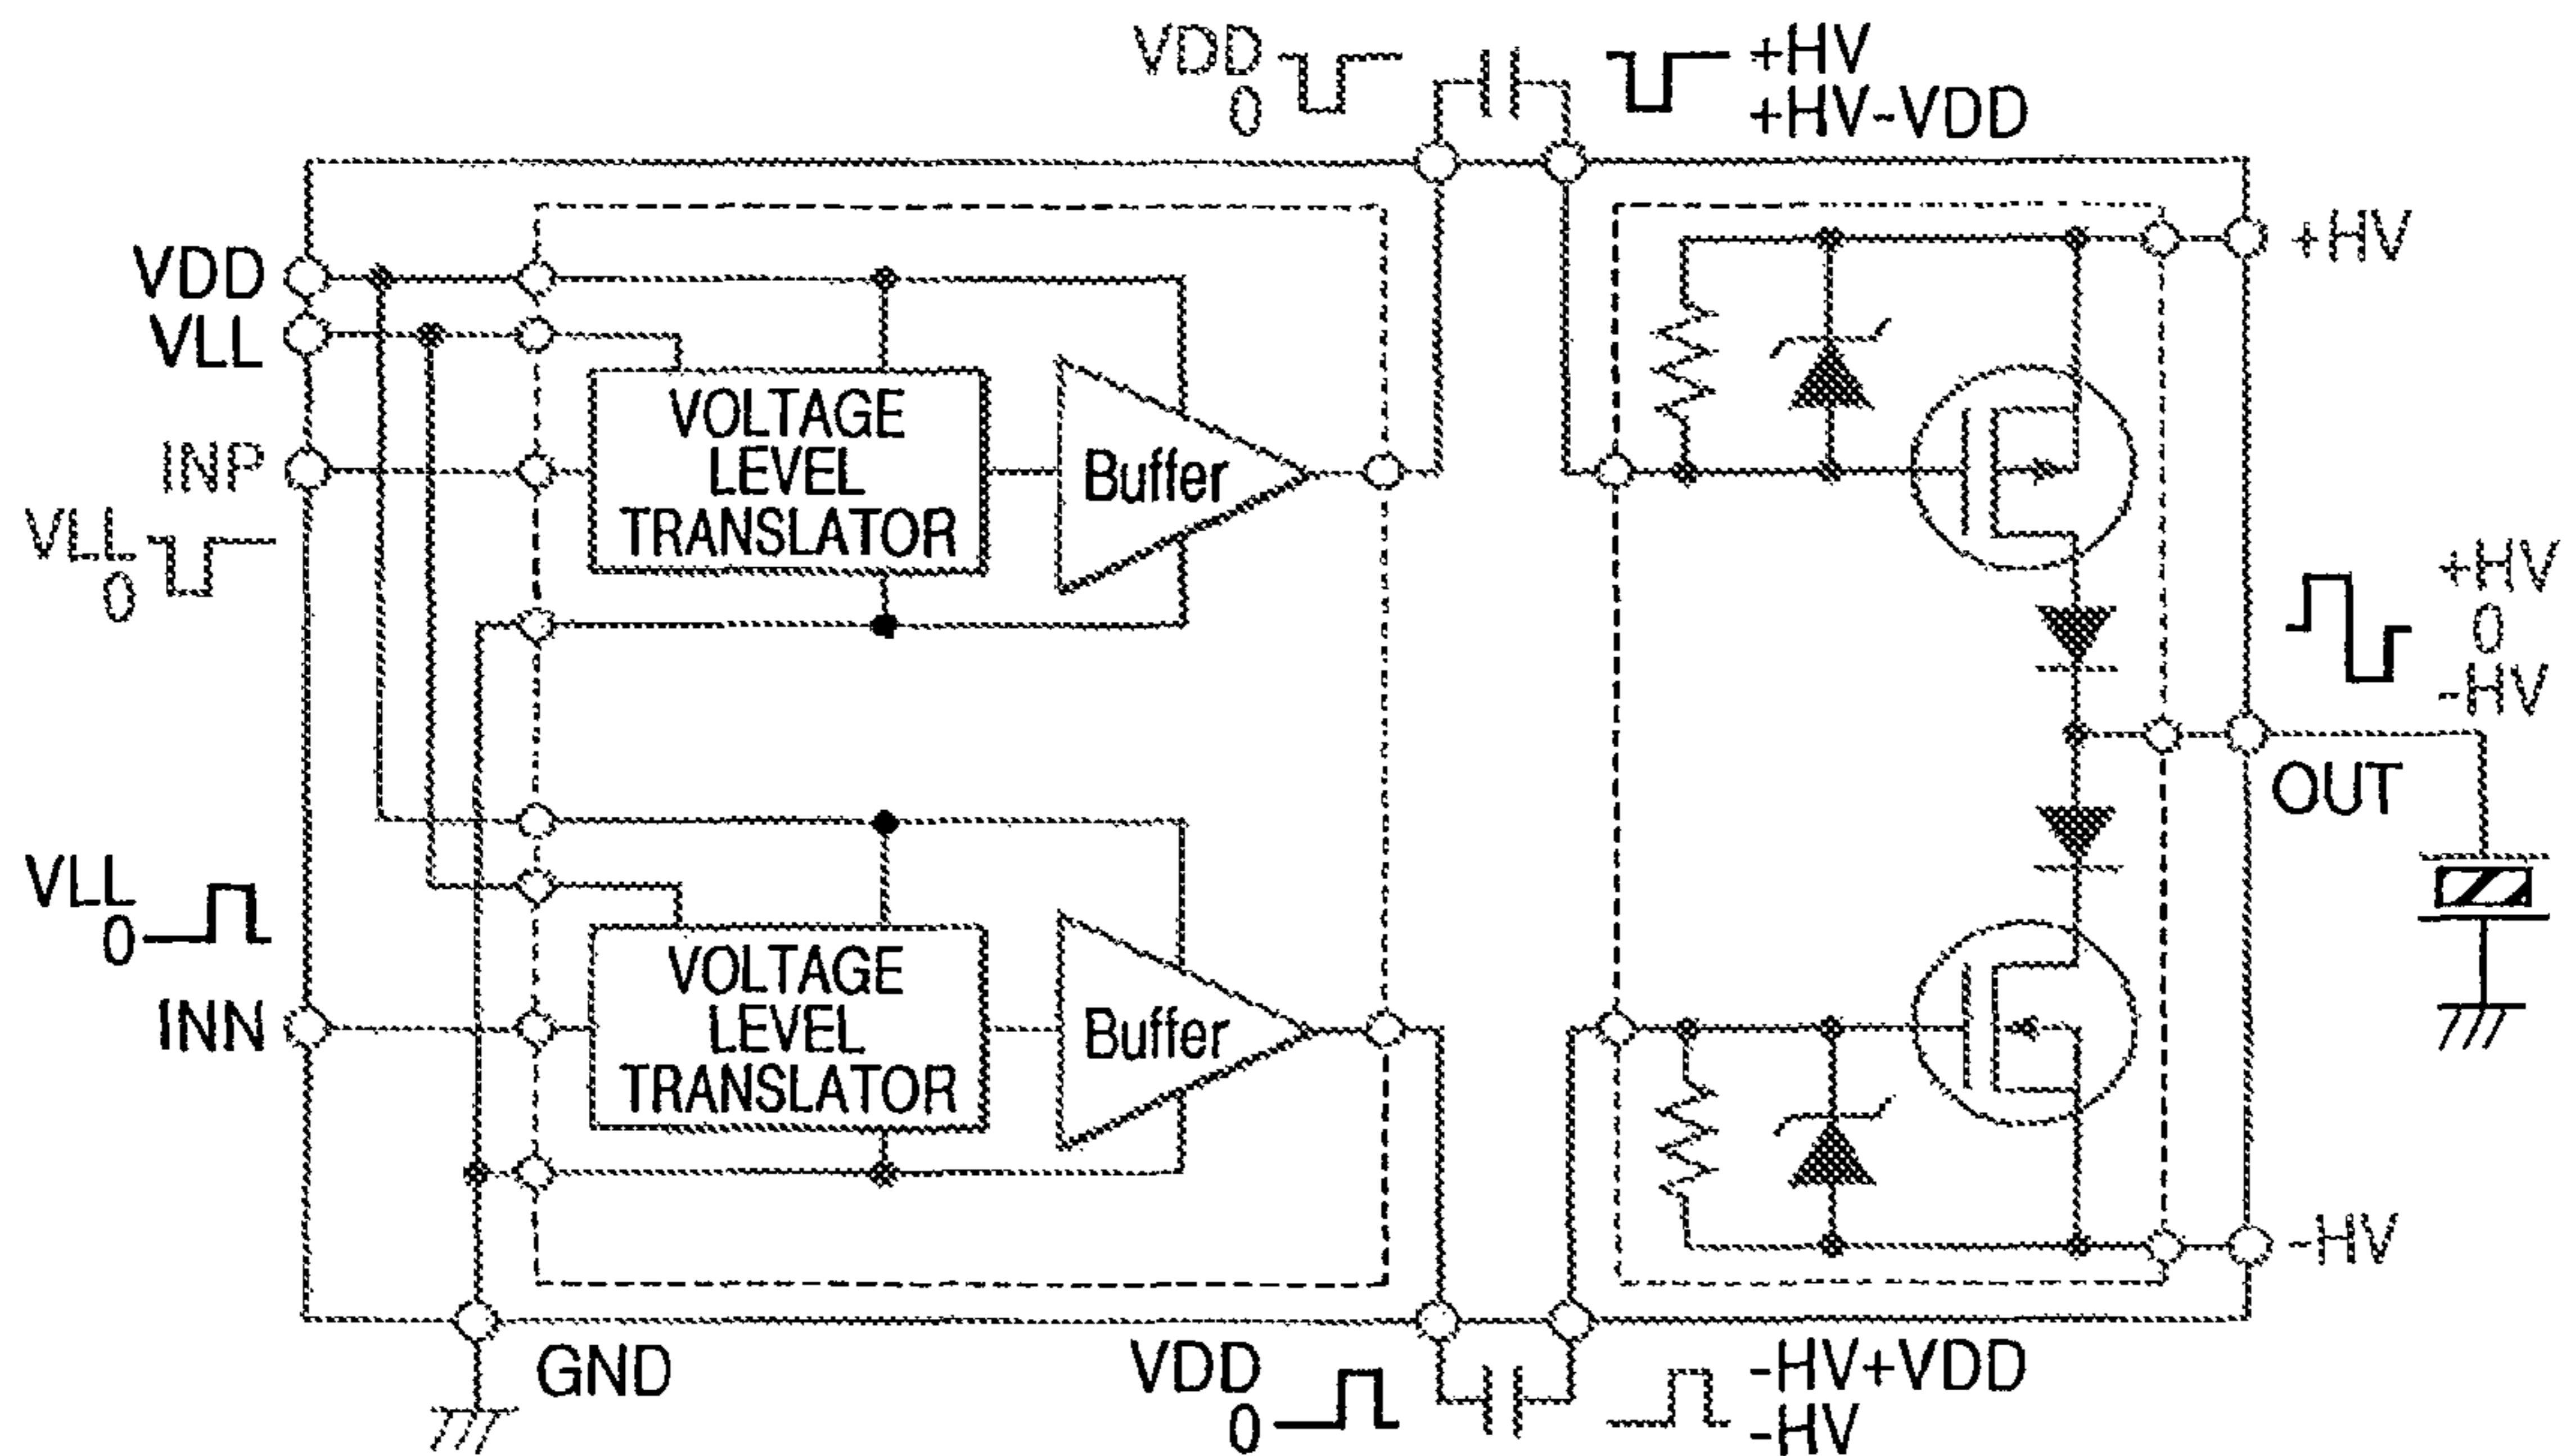 VDD
0
+HV
+HV-VDD
VDD
VLL
+HV
VOLTAGE
LEVEL
TRANSLATOR
Buffer
INP
VLL
0
+HV
0
-HV
OUT
VLL
0
VOLTAGE
LEVEL
TRANSLATOR
Buffer
INN
-HV
GND
VDD
0
-HV+VDD
-HV